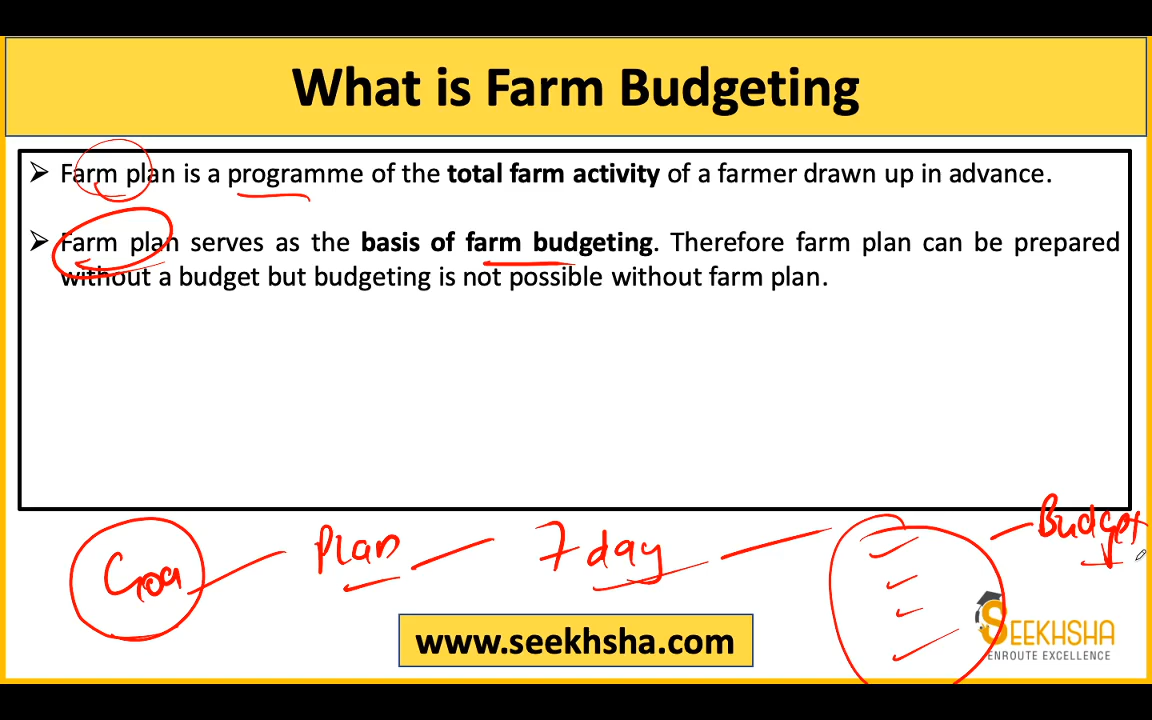 What is Farm Budgeting
➤ Farm plan is a programme of the total farm activity of a farmer drawn up in advance.
➤ Farm plan serves as the basis of farm budgeting. Therefore farm plan can be prepared
without a budget but budgeting is not possible without farm plan.
Goa Plan 7 day Budget
www.seekhsha.com
SEEKHSHA
ENROUTE EXCELLENCE